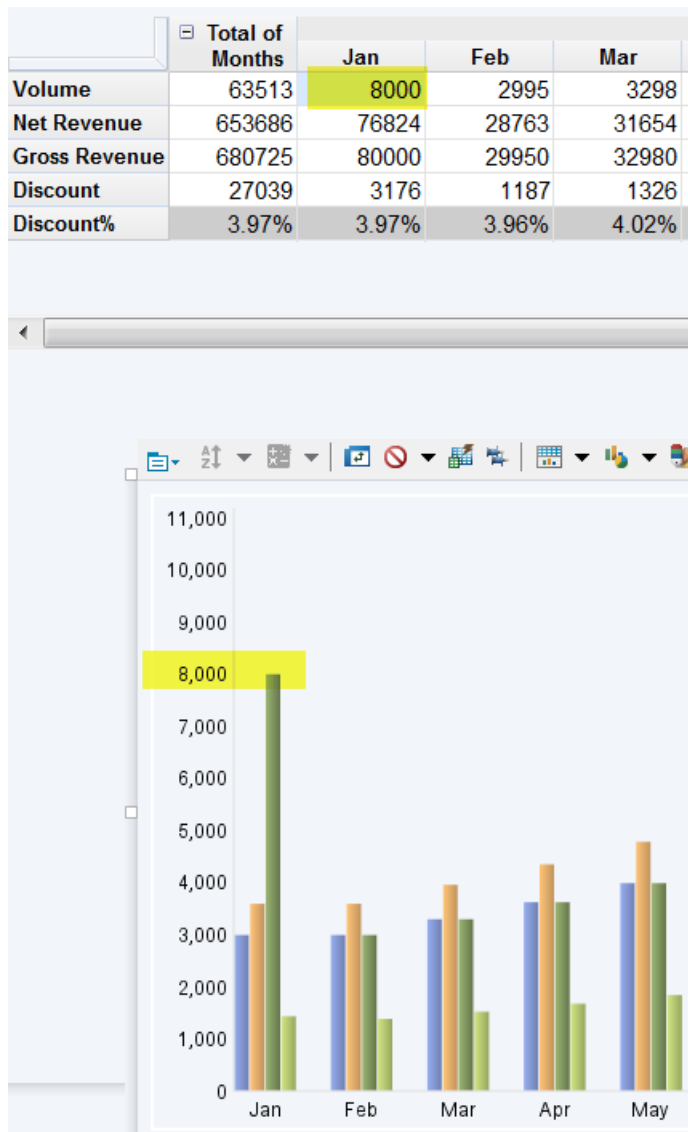 Total of
Months Jan Feb Mar
Volume 63513 8000 2995 3298
Net Revenue 653686 76824 28763 31654
Gross Revenue 680725 80000 29950 32980
Discount 27039 3176 1187 1326
Discount% 3.97% 3.97% 3.96% 4.02%
11,000
10,000
9,000
8,000
7,000
6,000
5,000
4,000
3,000
2,000
1,000
0
Jan Feb Mar Apr May